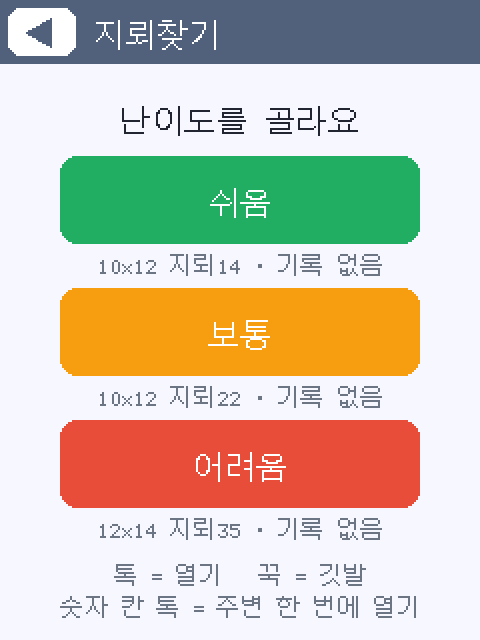 지뢰찾기
난이도를 골라요
쉬움
10x12 지뢰14 · 기록 없음
보통
10x12 지뢰22 · 기록 없음
어려움
12x14 지뢰35 · 기록 없음
톡 = 열기 꾹 = 깃발
숫자 칸 톡 = 주변 한 번에 열기